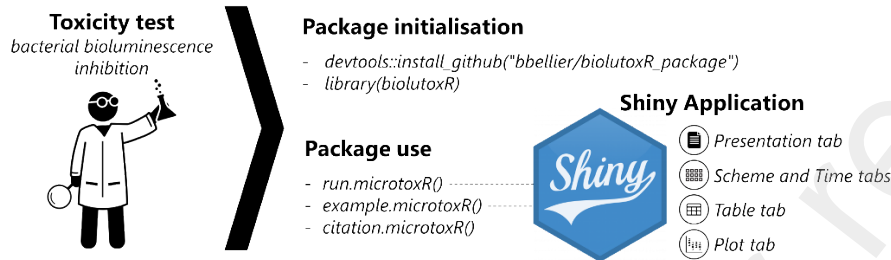 Toxicity test
bacterial bioluminescence
inhibition
Package initialisation
- devtools::install_github("bbellier/biolutoxR_package")
- library(biolutoxR)
Package use
- run.microtoxR()
- example.microtoxR()
- citation.microtoxR()
Shiny Application
Shiny
Presentation tab
Scheme and Time tabs
Table tab
Plot tab